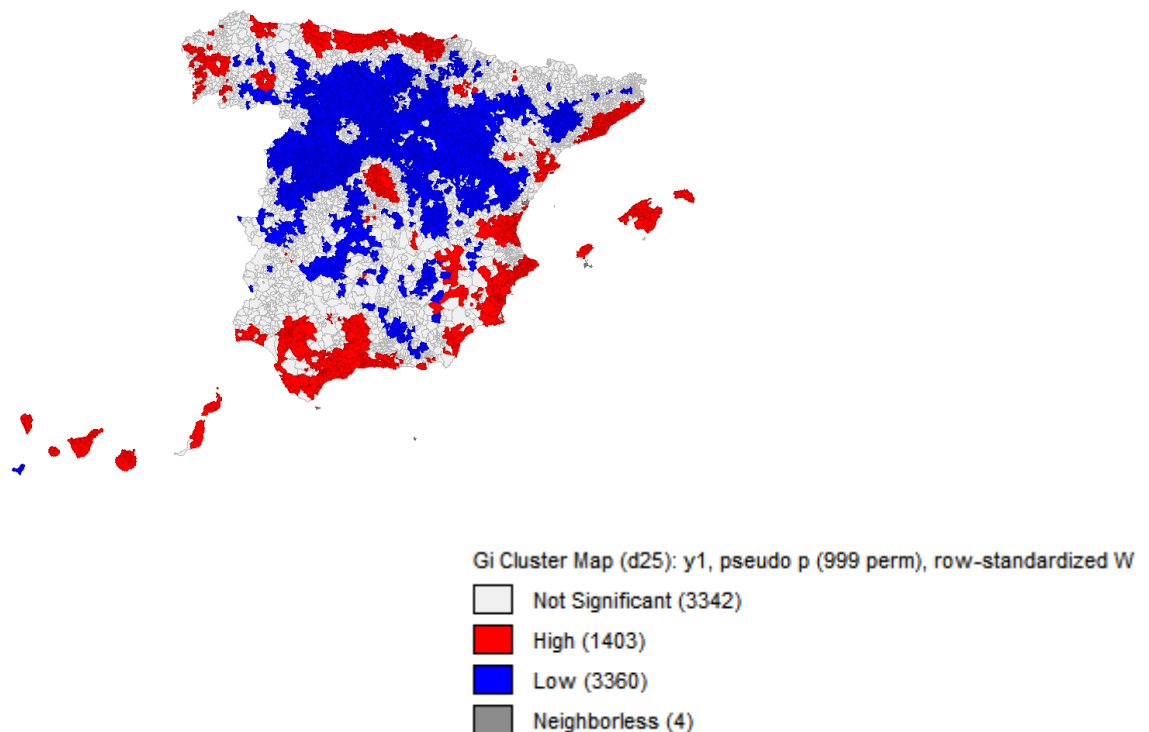 Gi Cluster Map (d25): y1, pseudo p (999 perm), row-standardized W
Not Significant (3342)
High (1403)
Low (3360)
Neighborless (4)